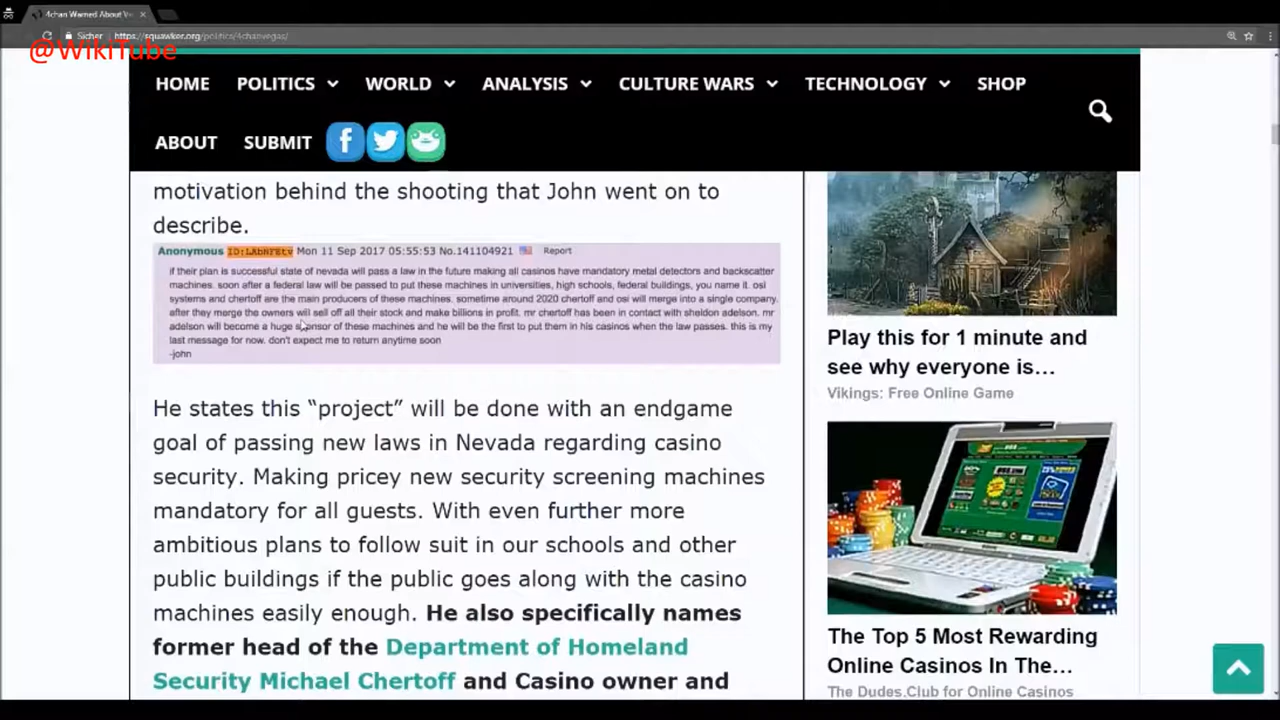 4chan Warned About Ve
Sicher
https://squawker.org/politics/4chanvegas/
@WikiTube
HOME POLITICS WORLD ANALYSIS CULTURE WARS TECHNOLOGY SHOP
ABOUT SUBMIT
motivation behind the shooting that John went on to
describe.
Anonymous Mon 11 Sep 2017 05:55:53 No.141104921 Report
if their plan is successful state of nevada will pass a law in the future making all casinos have mandatory metal detectors and backscatter
machines. soon after a federal law will be passed to put these machines in universities, high schools, federal buildings, you name it. osi
systems and chertoff are the main producers of these machines. sometime around 2020 chertoff and osi will merge into a single company.
after they merge the owners will sell off all their stock and make billions in profit. mr chertoff has been in contact with sheldon adelson. mr
adelson will become a huge sponsor of these machines and he will be the first to put them in his casinos when the law passes. this is my
last message for now. don't expect me to return anytime soon
-john
He states this “project” will be done with an endgame
goal of passing new laws in Nevada regarding casino
security. Making pricey new security screening machines
mandatory for all guests. With even further more
ambitious plans to follow suit in our schools and other
public buildings if the public goes along with the casino
machines easily enough. He also specifically names
former head of the Department of Homeland
Security Michael Chertoff and Casino owner and
Play this for 1 minute and
see why everyone is…
Vikings: Free Online Game
The Top 5 Most Rewarding
Online Casinos In The…
The Dudes.Club for Online Casinos